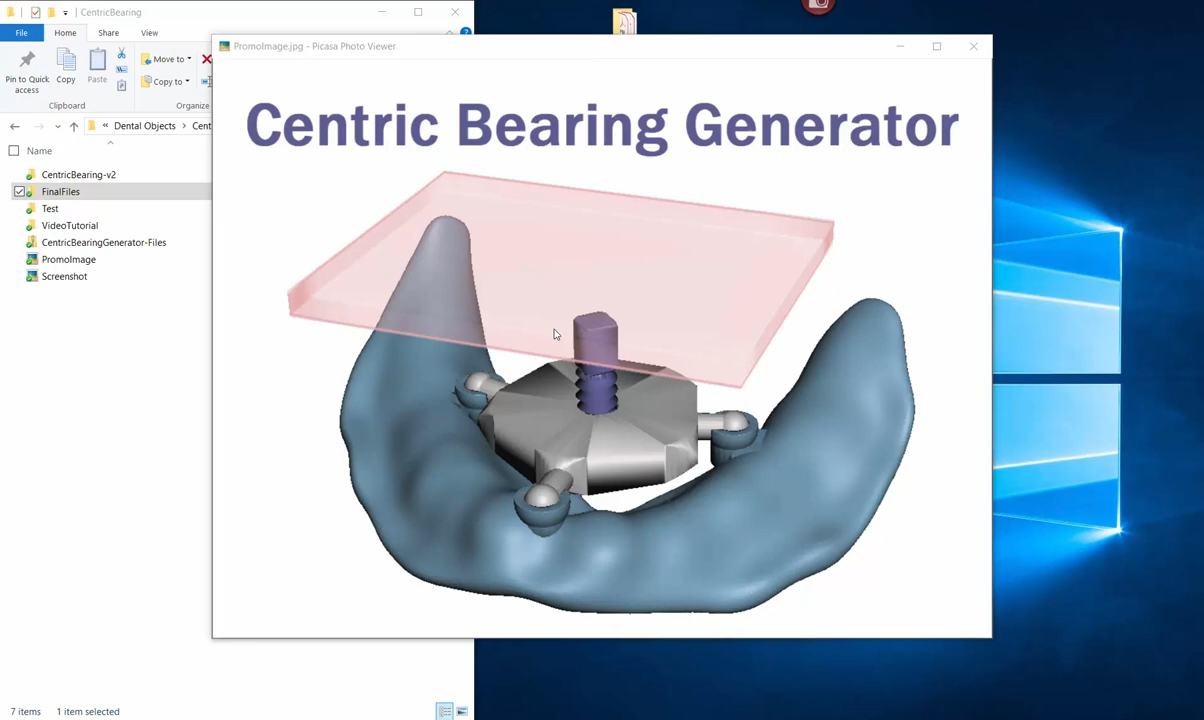 CentricBearing
File
Home
Share
View
Pin to Quick access
Copy
Paste
Move to
Copy to
Clipboard
Organize
« Dental Objects › Cent
Name
CentricBearing-v2
FinalFiles
Test
VideoTutorial
CentricBearingGenerator-Files
PromoImage
Screenshot
7 items
1 item selected
PromoImage.jpg - Picasa Photo Viewer
Centric Bearing Generator